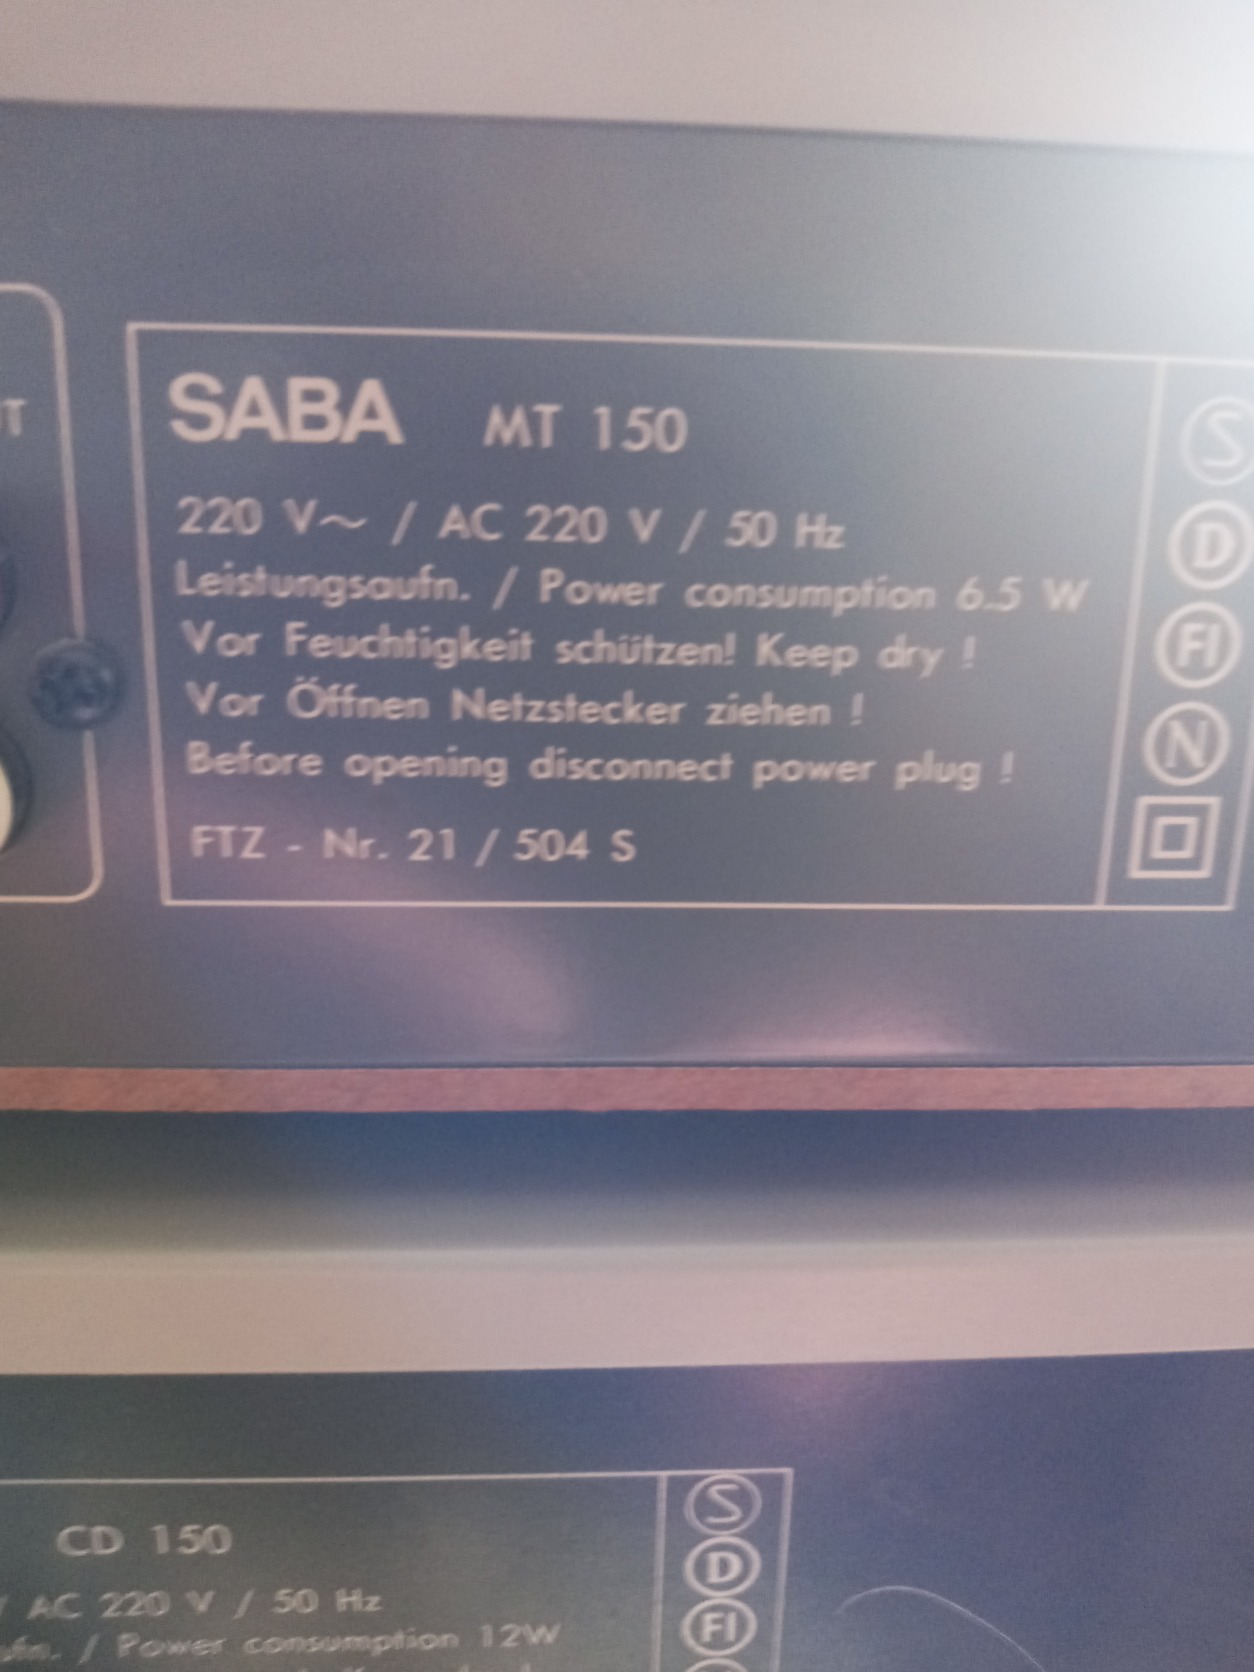 SABA MT 150
220 V~ / AC 220 V / 50 Hz
Leistungsaufn. / Power consumption 6.5 W
Vor Feuchtigkeit schützen! Keep dry !
Vor Öffnen Netzstecker ziehen !
Before opening disconnect power plug !
FTZ - Nr. 21 / 504 S
S
D
FI
N
CD 150
/ AC 220 V / 50 Hz
ufn. / Power consumption 12W
S
D
FI